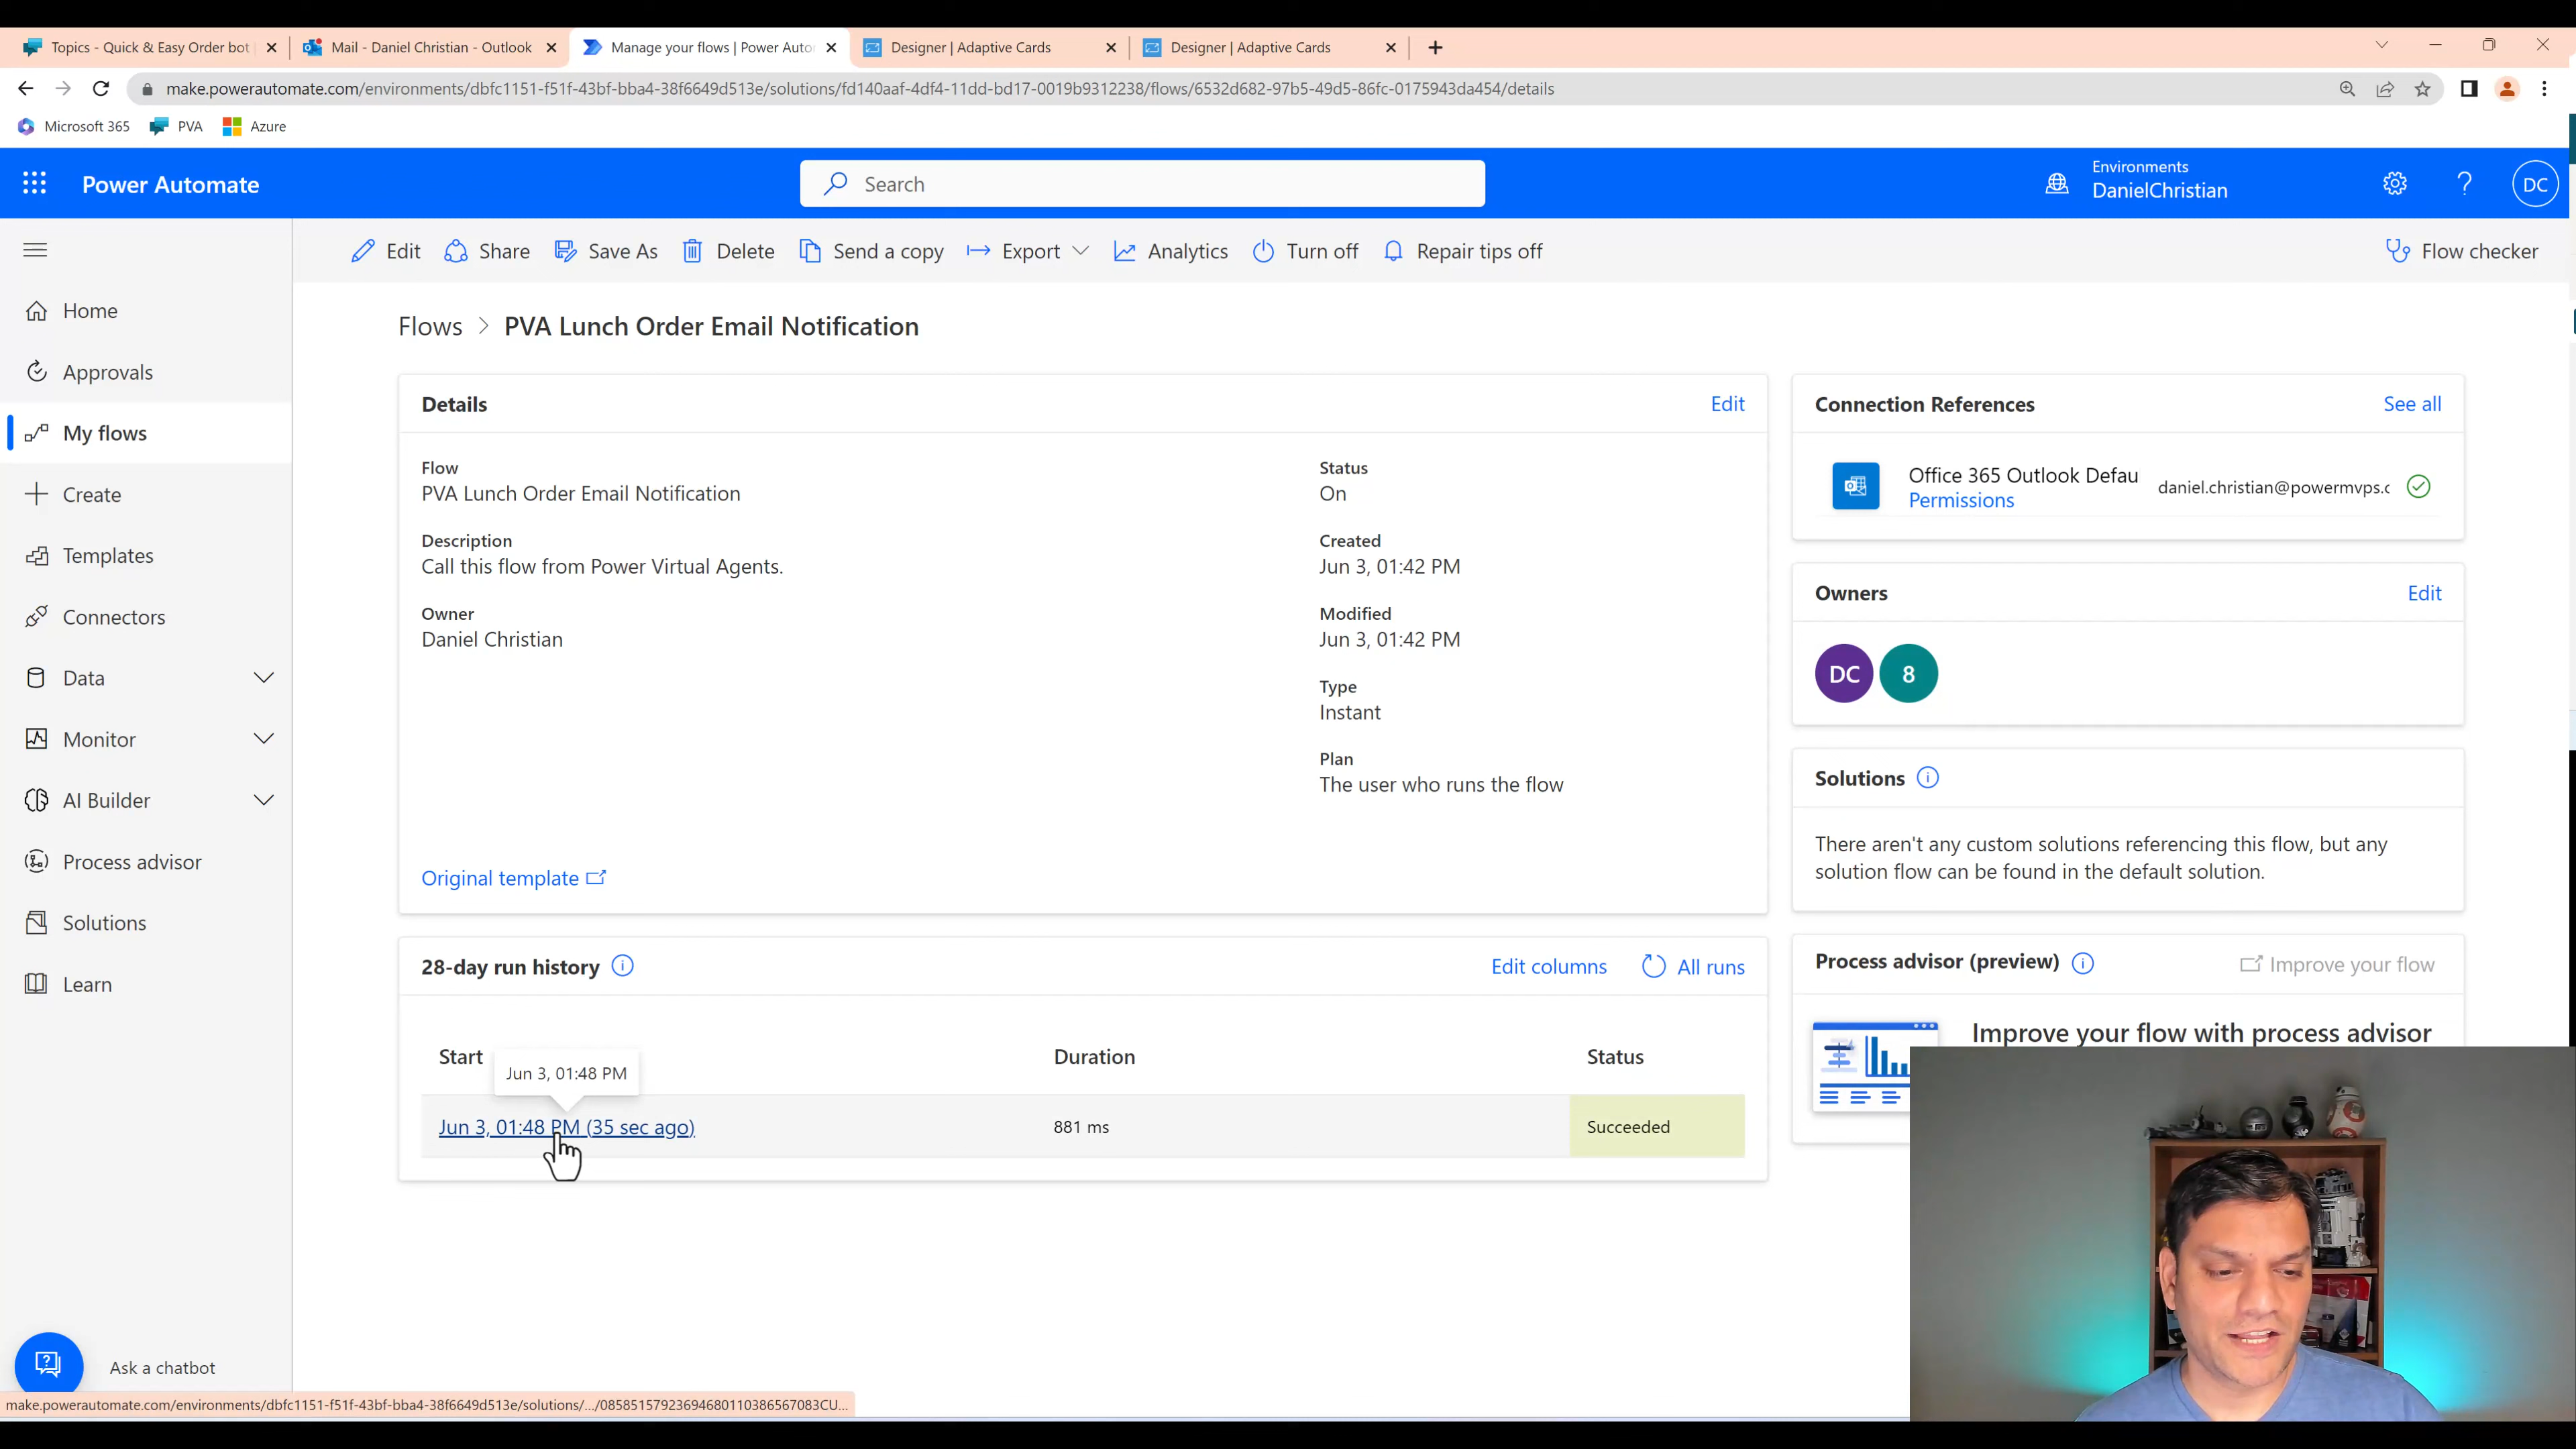 Topics - Quick & Easy Order bot
Mail - Daniel Christian - Outlook
Manage your flows | Power Auto
Designer | Adaptive Cards
Designer | Adaptive Cards
make.powerautomate.com/environments/dbfc1151-f51f-43bf-bba4-38f6649d513e/solutions/fd140aaf-4df4-11dd-bd17-0019b9312238/flows/6532d682-97b5-49d5-86fc-0175943da454/details
Microsoft 365
PVA
Azure
Power Automate
Search
Environments
DanielChristian
DC
Edit
Share
Save As
Delete
Send a copy
Export
Analytics
Turn off
Repair tips off
Flow checker
Home
Approvals
My flows
Create
Templates
Connectors
Data
Monitor
AI Builder
Process advisor
Solutions
Learn
Ask a chatbot
Flows > PVA Lunch Order Email Notification
Details
Edit
Flow
PVA Lunch Order Email Notification
Description
Call this flow from Power Virtual Agents.
Owner
Daniel Christian
Status
On
Created
Jun 3, 01:42 PM
Modified
Jun 3, 01:42 PM
Type
Instant
Plan
The user who runs the flow
Original template
28-day run history
Edit columns
All runs
Start
Duration
Status
Jun 3, 01:48 PM
Jun 3, 01:48 PM (35 sec ago)
881 ms
Succeeded
Connection References
See all
Office 365 Outlook Defau
Permissions
daniel.christian@powermvps.c
Owners
Edit
DC
8
Solutions
There aren't any custom solutions referencing this flow, but any
solution flow can be found in the default solution.
Process advisor (preview)
Improve your flow
Improve your flow with process advisor
make.powerautomate.com/environments/dbfc1151-f51f-43bf-bba4-38f6649d513e/solutions/.../08585157923694680110386567083CU...